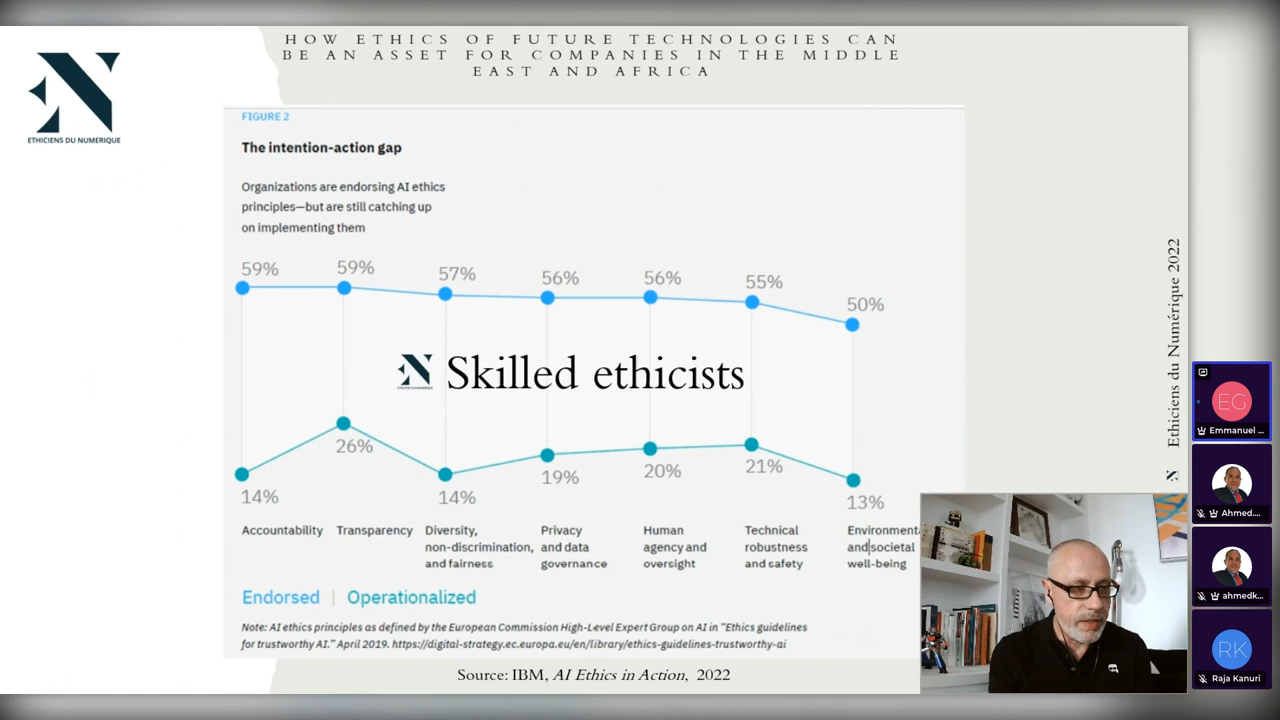 HOW ETHICS OF FUTURE TECHNOLOGIES CAN
BE AN ASSET FOR COMPANIES IN THE MIDDLE
EAST AND AFRICA
EN
ETHICIENS DU NUMERIQUE
FIGURE 2
The intention-action gap
Organizations are endorsing AI ethics
principles—but are still catching up
on implementing them
59% 59% 57% 56% 56% 55% 50%
Skilled ethicists
14% 26% 14% 19% 20% 21% 13%
Accountability Transparency Diversity, Privacy Human Technical Environmenta
non-discrimination, and data agency and robustness and societal
and fairness governance oversight and safety well-being
Endorsed | Operationalized
Note: AI ethics principles as defined by the European Commission High-Level Expert Group on AI in “Ethics guidelines
for trustworthy AI.” April 2019. https://digital-strategy.ec.europa.eu/en/library/ethics-guidelines-trustworthy-ai
Source: IBM, AI Ethics in Action, 2022
Ethiciens du Numérique 2022
EG
Emmanuel ...
Ahmed....
ahmedk...
RK
Raja Kanuri